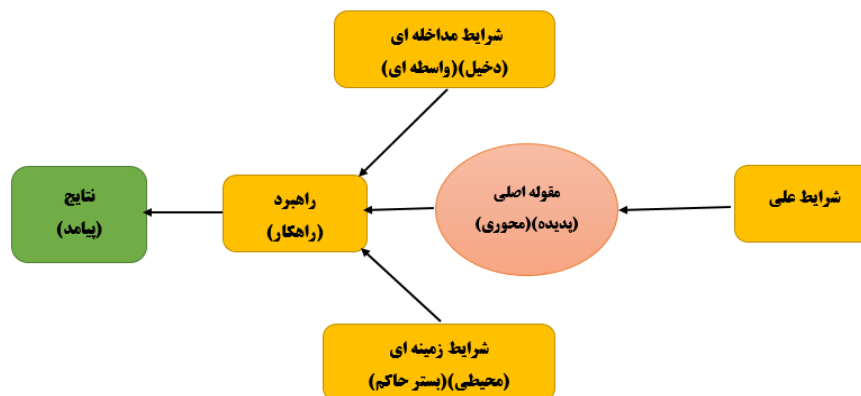 شرایط مداخله ای
(دخیل)(واسطه ای)
شرایط علی
مقوله اصلی
(پدیده)(محوری)
راهبرد
(راهکار)
نتایج
(پیامد)
شرایط زمینه ای
(محیطی)(بستر حاکم)